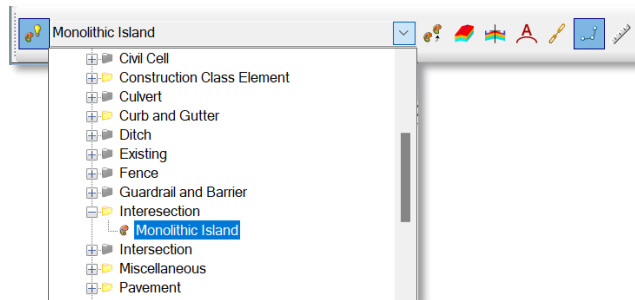 Monolithic Island
Civil Cell
Construction Class Element
Culvert
Curb and Gutter
Ditch
Existing
Fence
Guardrail and Barrier
Interesection
Monolithic Island
Intersection
Miscellaneous
Pavement